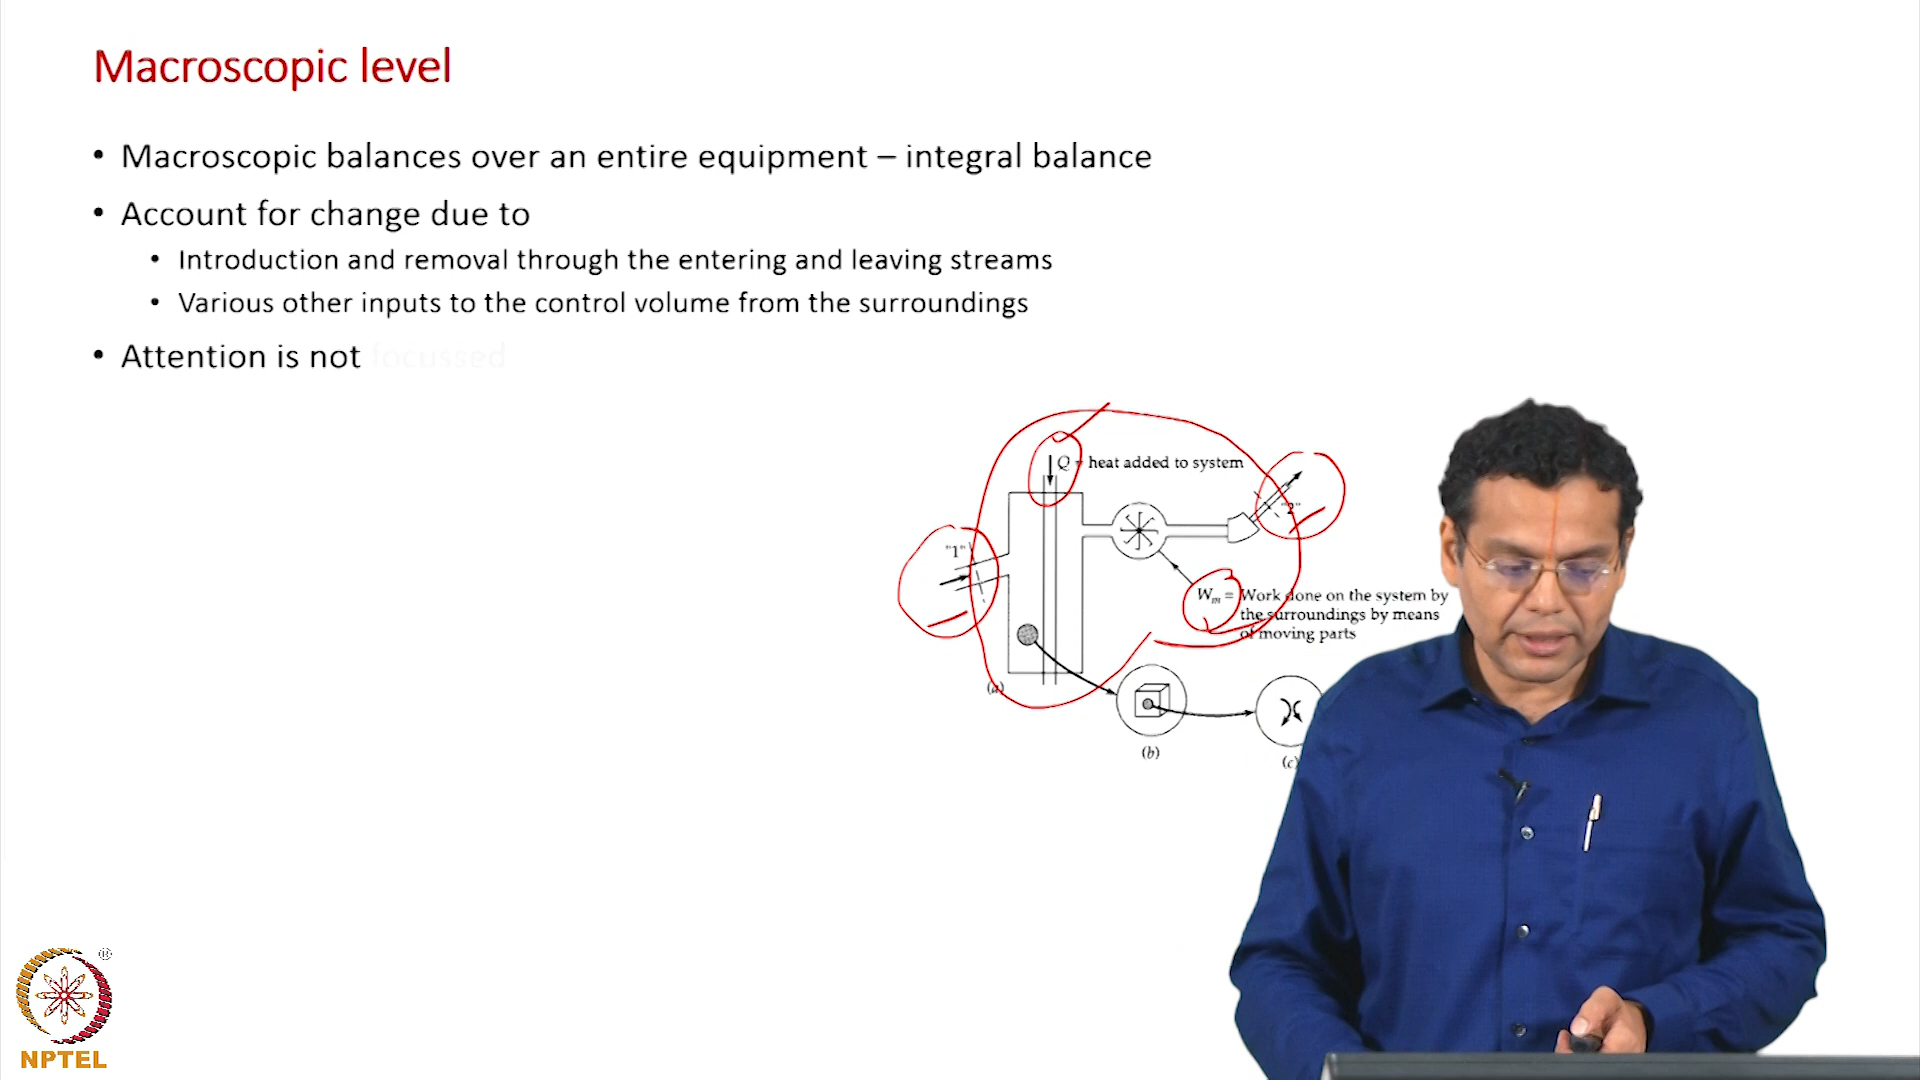 Macroscopic level
• Macroscopic balances over an entire equipment – integral balance
• Account for change due to
• Introduction and removal through the entering and leaving streams
• Various other inputs to the control volume from the surroundings
• Attention is not focussed
Q = heat added to system
"1"
"2"
Wm = Work done on the system by
the surroundings by means
of moving parts
(a)
(b)
(c)
®
NPTEL